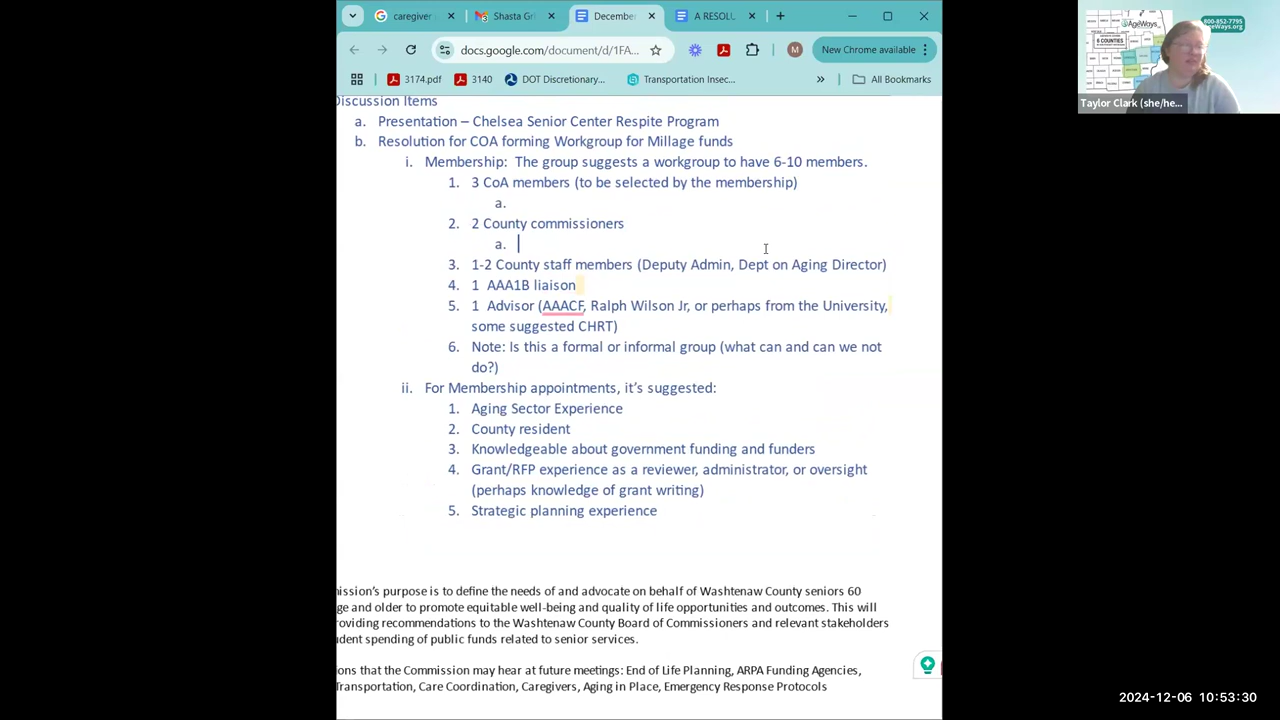 caregiver
Shasta Gr
December
A RESOLU
docs.google.com/document/d/1FA
M
New Chrome available
3174.pdf
3140
DOT Discretionary...
Transportation Insec...
All Bookmarks
Discussion Items
a. Presentation – Chelsea Senior Center Respite Program
b. Resolution for COA forming Workgroup for Millage funds
i. Membership: The group suggests a workgroup to have 6-10 members.
1. 3 CoA members (to be selected by the membership)
a.
2. 2 County commissioners
a.
3. 1-2 County staff members (Deputy Admin, Dept on Aging Director)
4. 1 AAA1B liaison
5. 1 Advisor (AAACF, Ralph Wilson Jr, or perhaps from the University,
some suggested CHRT)
6. Note: Is this a formal or informal group (what can and can we not
do?)
ii. For Membership appointments, it's suggested:
1. Aging Sector Experience
2. County resident
3. Knowledgeable about government funding and funders
4. Grant/RFP experience as a reviewer, administrator, or oversight
(perhaps knowledge of grant writing)
5. Strategic planning experience
ission's purpose is to define the needs of and advocate on behalf of Washtenaw County seniors 60
ge and older to promote equitable well-being and quality of life opportunities and outcomes. This will
roviding recommendations to the Washtenaw County Board of Commissioners and relevant stakeholders
dent spending of public funds related to senior services.
ions that the Commission may hear at future meetings: End of Life Planning, ARPA Funding Agencies,
Transportation, Care Coordination, Caregivers, Aging in Place, Emergency Response Protocols
AgeWays
6 COUNTIES
800-852-7795
AgeWays.org
Taylor Clark (she/he...
2024-12-06 10:53:30